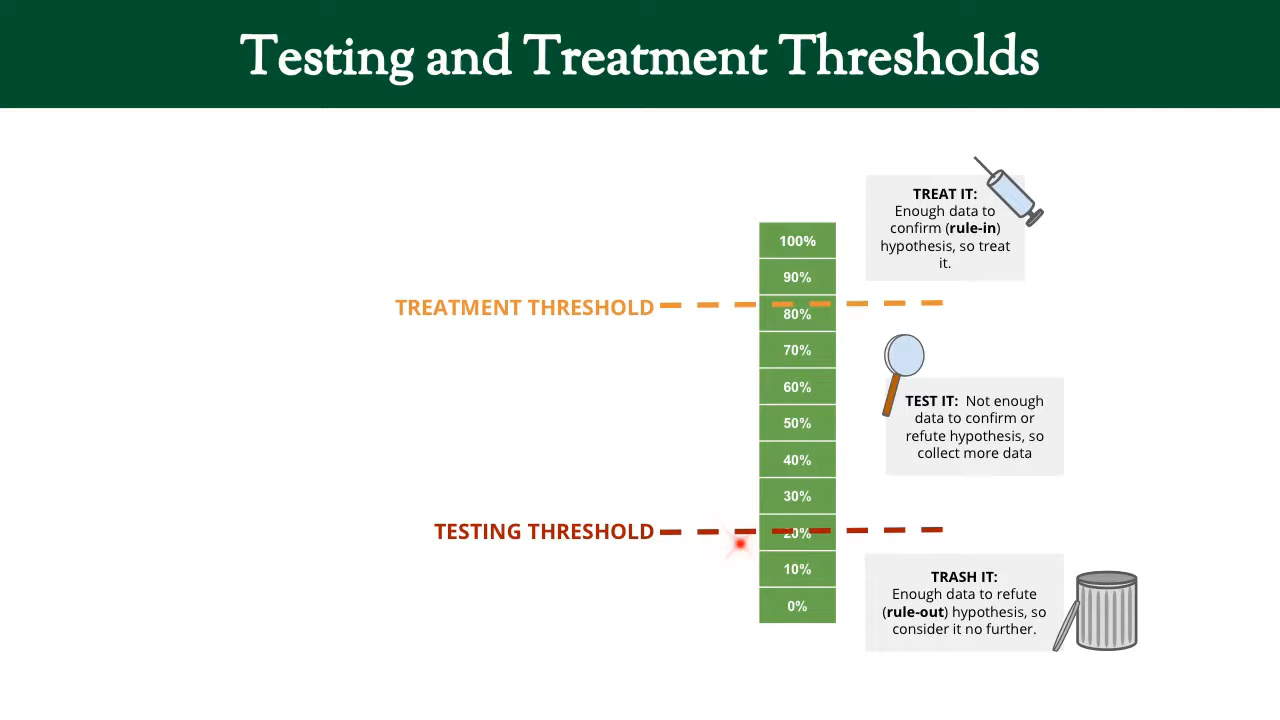 Testing and Treatment Thresholds
TREAT IT:
Enough data to
confirm (rule-in)
hypothesis, so treat
it.
100%
90%
TREATMENT THRESHOLD
80%
70%
60%
TEST IT: Not enough
data to confirm or
refute hypothesis, so
collect more data
50%
40%
30%
TESTING THRESHOLD
20%
10%
0%
TRASH IT:
Enough data to refute
(rule-out) hypothesis, so
consider it no further.